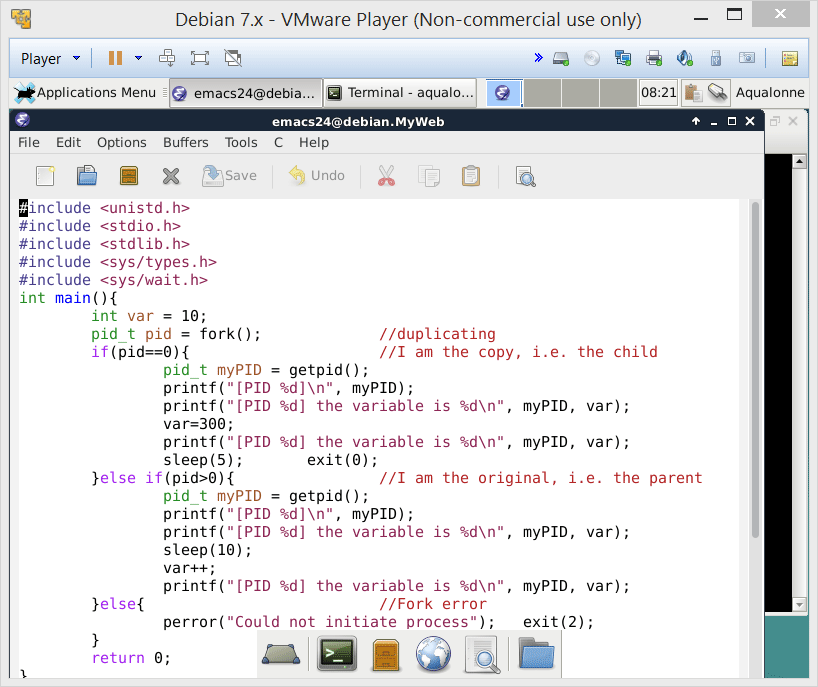 Debian 7.x - VMware Player (Non-commercial use only)
Player
Applications Menu emacs24@debia... Terminal - aqualo... 08:21 Aqualonne
emacs24@debian.MyWeb
File Edit Options Buffers Tools C Help
Save Undo
#include <unistd.h>
#include <stdio.h>
#include <stdlib.h>
#include <sys/types.h>
#include <sys/wait.h>
int main(){
        int var = 10;
        pid_t pid = fork();             //duplicating
        if(pid==0){                     //I am the copy, i.e. the child
                pid_t myPID = getpid();
                printf("[PID %d]\n", myPID);
                printf("[PID %d] the variable is %d\n", myPID, var);
                var=300;
                printf("[PID %d] the variable is %d\n", myPID, var);
                sleep(5);       exit(0);
        }else if(pid>0){                //I am the original, i.e. the parent
                pid_t myPID = getpid();
                printf("[PID %d]\n", myPID);
                printf("[PID %d] the variable is %d\n", myPID, var);
                sleep(10);
                var++;
                printf("[PID %d] the variable is %d\n", myPID, var);
        }else{                          //Fork error
                perror("Could not initiate process");   exit(2);
        }
        return 0;
}